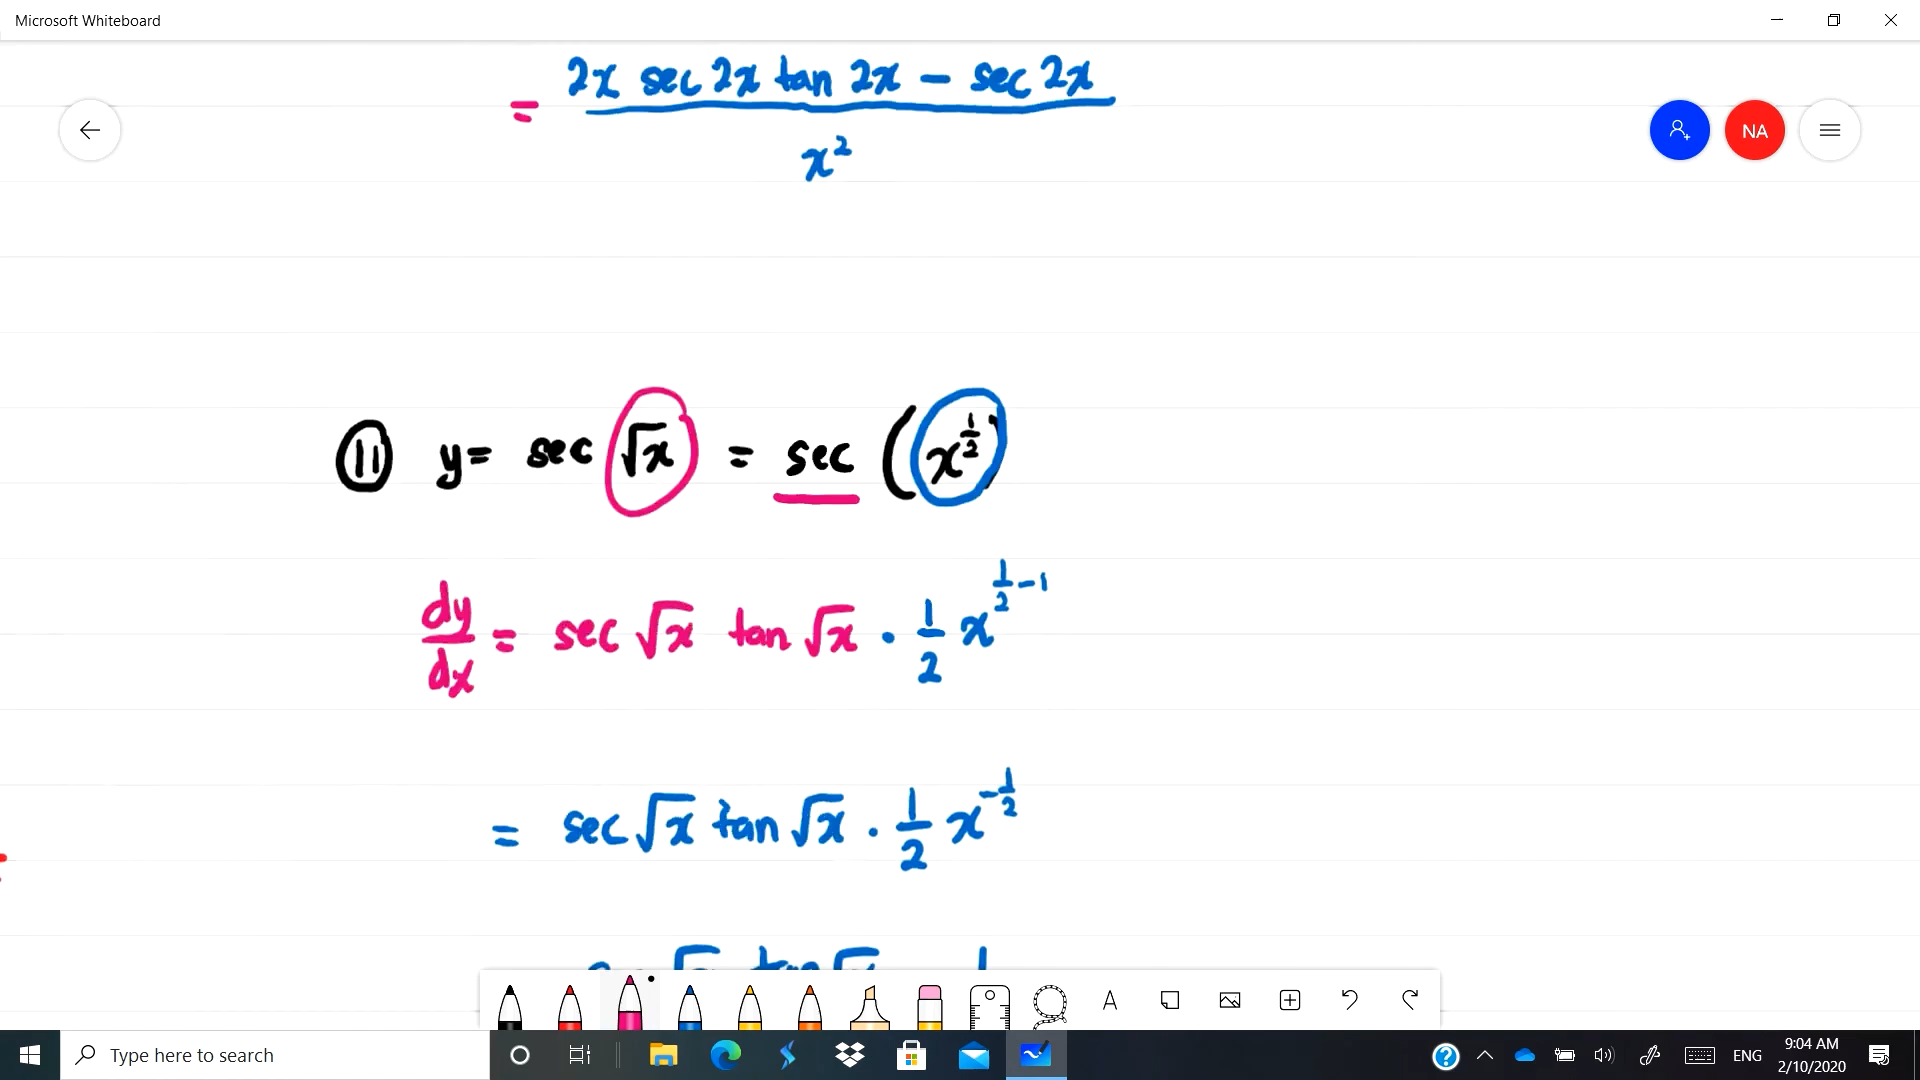 Microsoft Whiteboard
= 2x sec 2x tan 2x - sec 2x
x²
NA
⑪ y = sec √x = sec (x^(1/2))
dy/dx = sec √x tan √x · 1/2 x^(1/2 - 1)
= sec √x tan √x · 1/2 x^(-1/2)
A
Type here to search
ENG
9:04 AM
2/10/2020